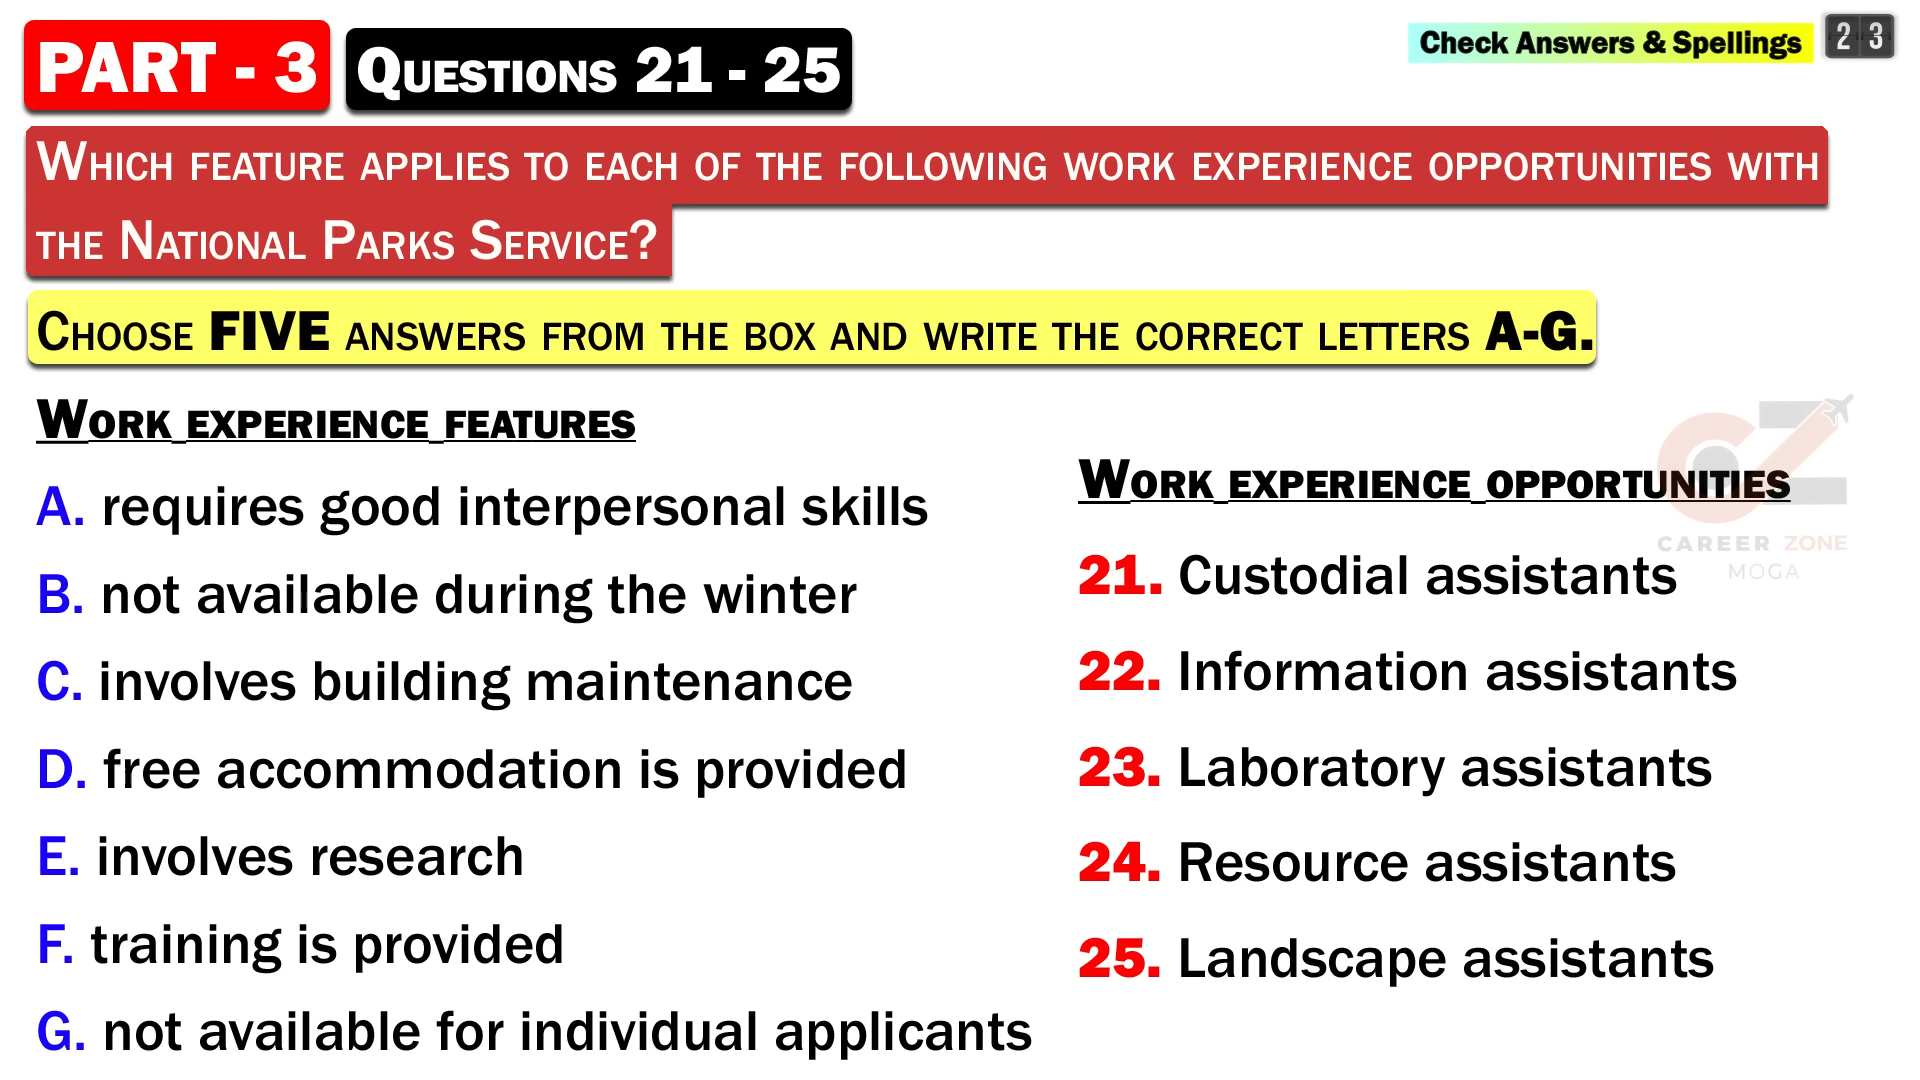 PART - 3
QUESTIONS 21 - 25
Check Answers & Spellings
23
WHICH FEATURE APPLIES TO EACH OF THE FOLLOWING WORK EXPERIENCE OPPORTUNITIES WITH
THE NATIONAL PARKS SERVICE?
CHOOSE FIVE ANSWERS FROM THE BOX AND WRITE THE CORRECT LETTERS A-G.
WORK EXPERIENCE FEATURES
A. requires good interpersonal skills
B. not available during the winter
C. involves building maintenance
D. free accommodation is provided
E. involves research
F. training is provided
G. not available for individual applicants
WORK EXPERIENCE OPPORTUNITIES
CZ
CAREER ZONE
MOGA
21. Custodial assistants
22. Information assistants
23. Laboratory assistants
24. Resource assistants
25. Landscape assistants